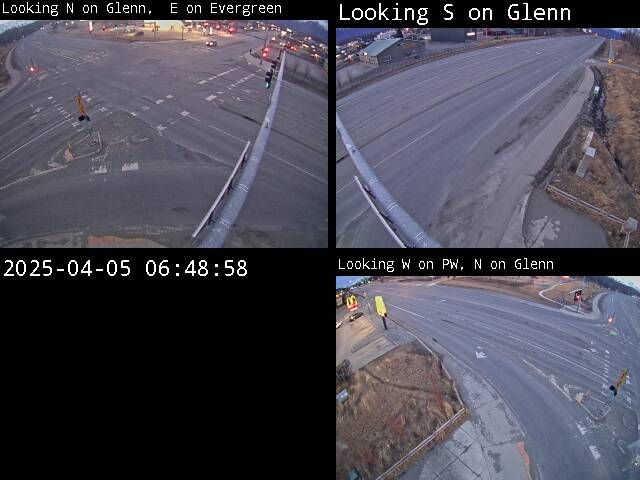 Looking N on Glenn, E on Evergreen
Looking S on Glenn
2025-04-05 06:48:58
Looking W on PW, N on Glenn